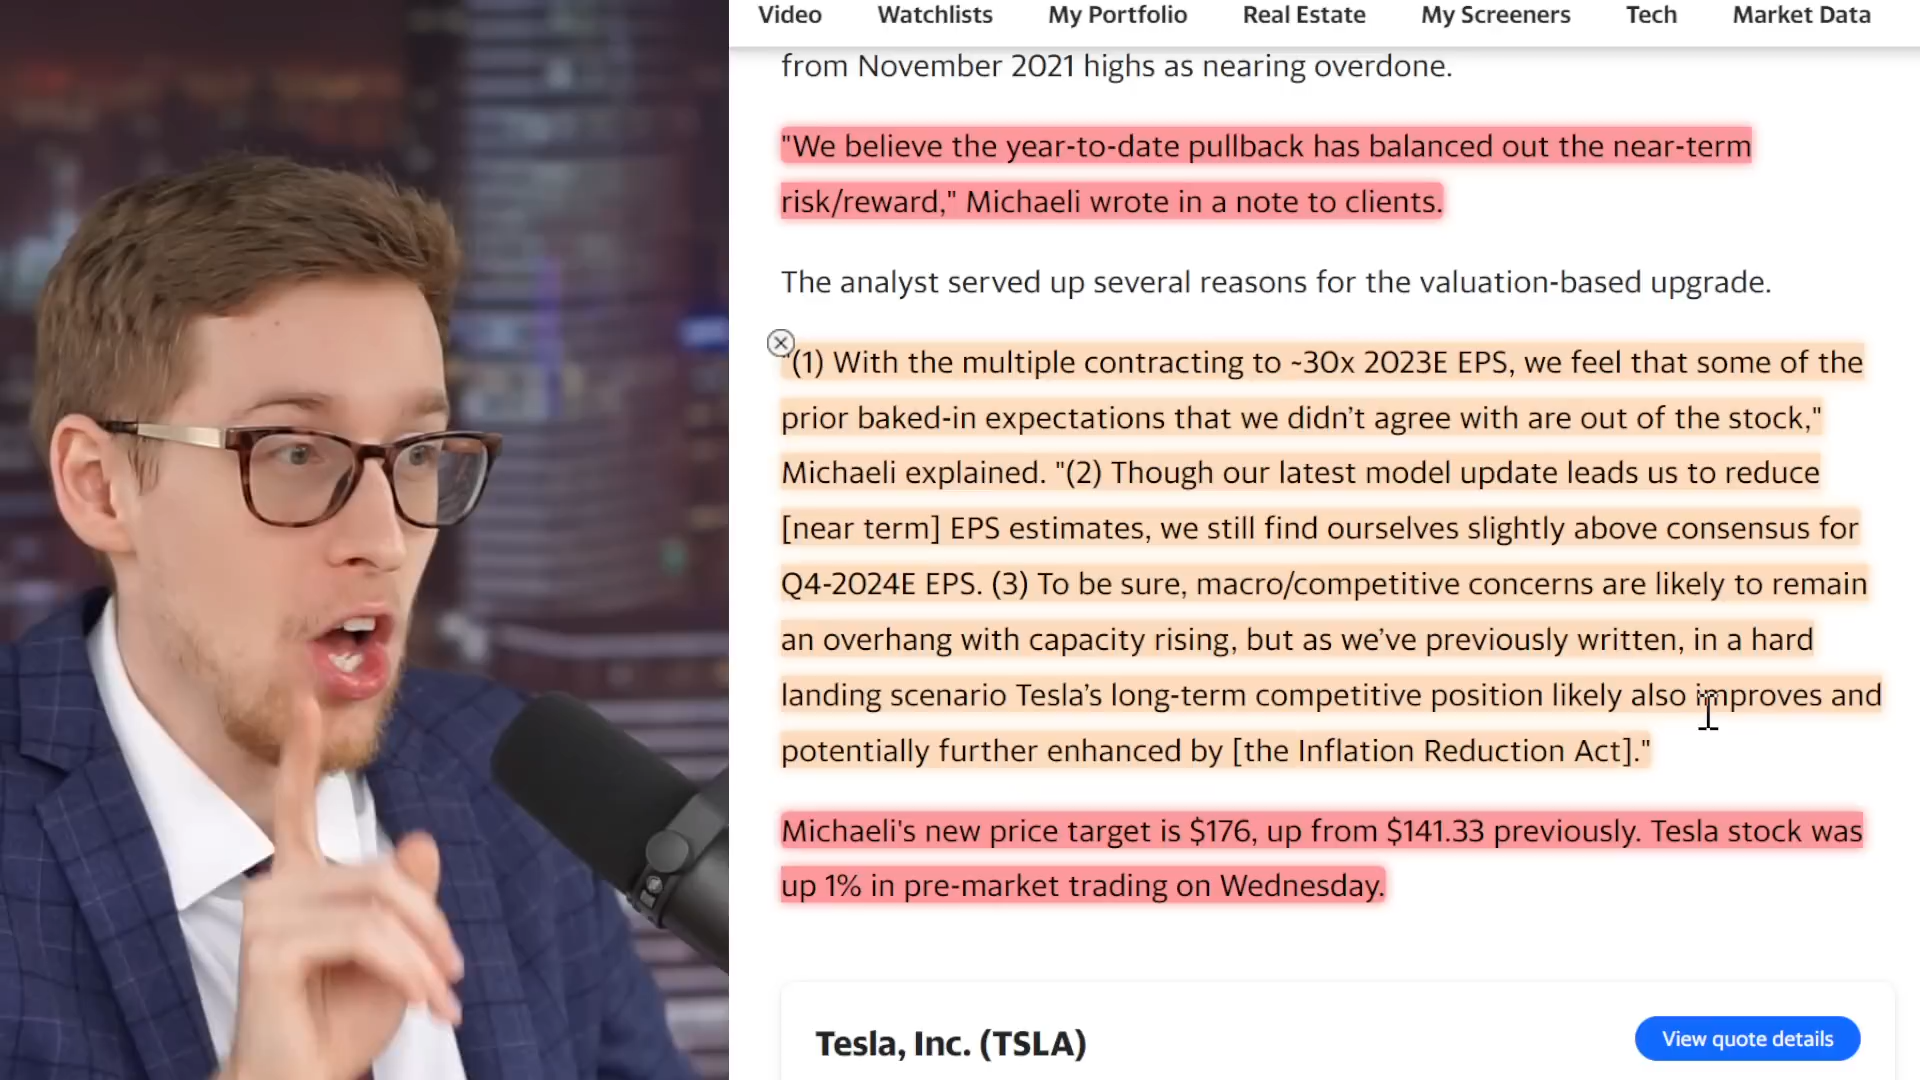 Video Watchlists My Portfolio Real Estate My Screeners Tech Market Data
from November 2021 highs as nearing overdone.
"We believe the year-to-date pullback has balanced out the near-term
risk/reward," Michaeli wrote in a note to clients.
The analyst served up several reasons for the valuation-based upgrade.
"(1) With the multiple contracting to ~30x 2023E EPS, we feel that some of the
prior baked-in expectations that we didn’t agree with are out of the stock,"
Michaeli explained. "(2) Though our latest model update leads us to reduce
[near term] EPS estimates, we still find ourselves slightly above consensus for
Q4-2024E EPS. (3) To be sure, macro/competitive concerns are likely to remain
an overhang with capacity rising, but as we’ve previously written, in a hard
landing scenario Tesla’s long-term competitive position likely also improves and
potentially further enhanced by [the Inflation Reduction Act]."
Michaeli's new price target is $176, up from $141.33 previously. Tesla stock was
up 1% in pre-market trading on Wednesday.
Tesla, Inc. (TSLA)
View quote details